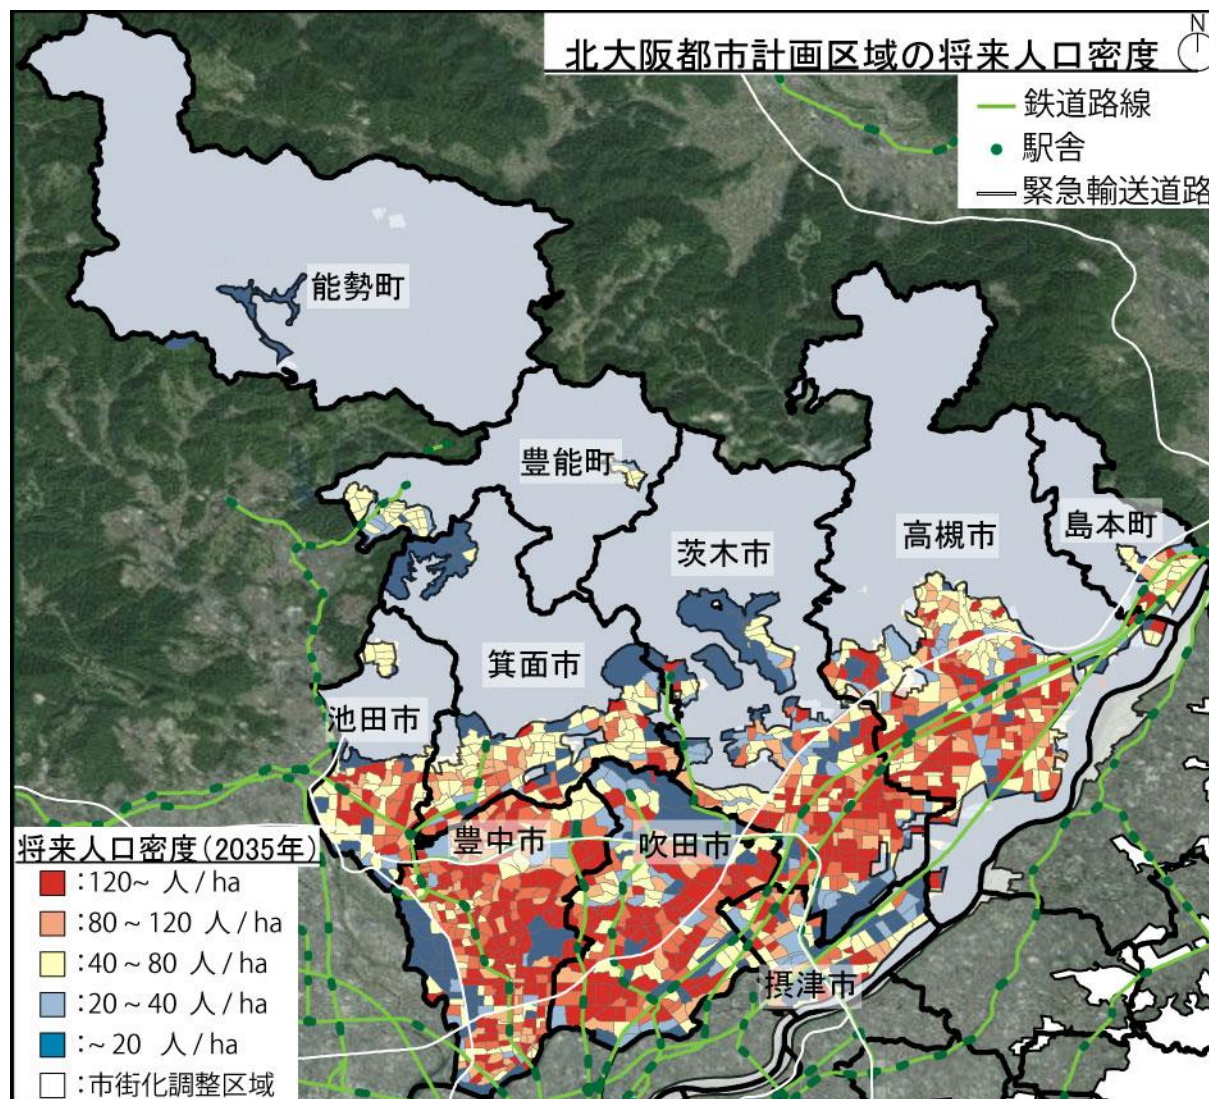 N
北大阪都市計画区域の将来人口密度
鉄道路線
駅舎
緊急輸送道路
能勢町
豊能町
茨木市
高槻市
島本町
箕面市
池田市
豊中市
吹田市
摂津市
将来人口密度(2035年)
:120~ 人/ha
:80~120 人/ha
:40~80 人/ha
:20~40 人/ha
:~20 人/ha
:市街化調整区域